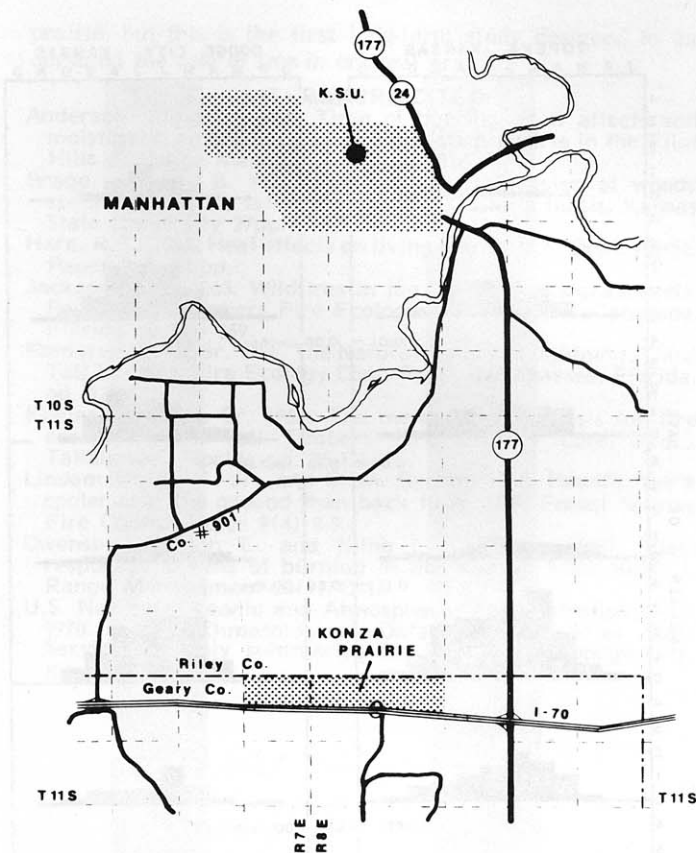 177
24
K.S.U.
MANHATTAN
T10S
T11S
177
Co. # 901
KONZA
PRAIRIE
Riley Co.
Geary Co.
I-70
T11S
T11S
R7E
R8E